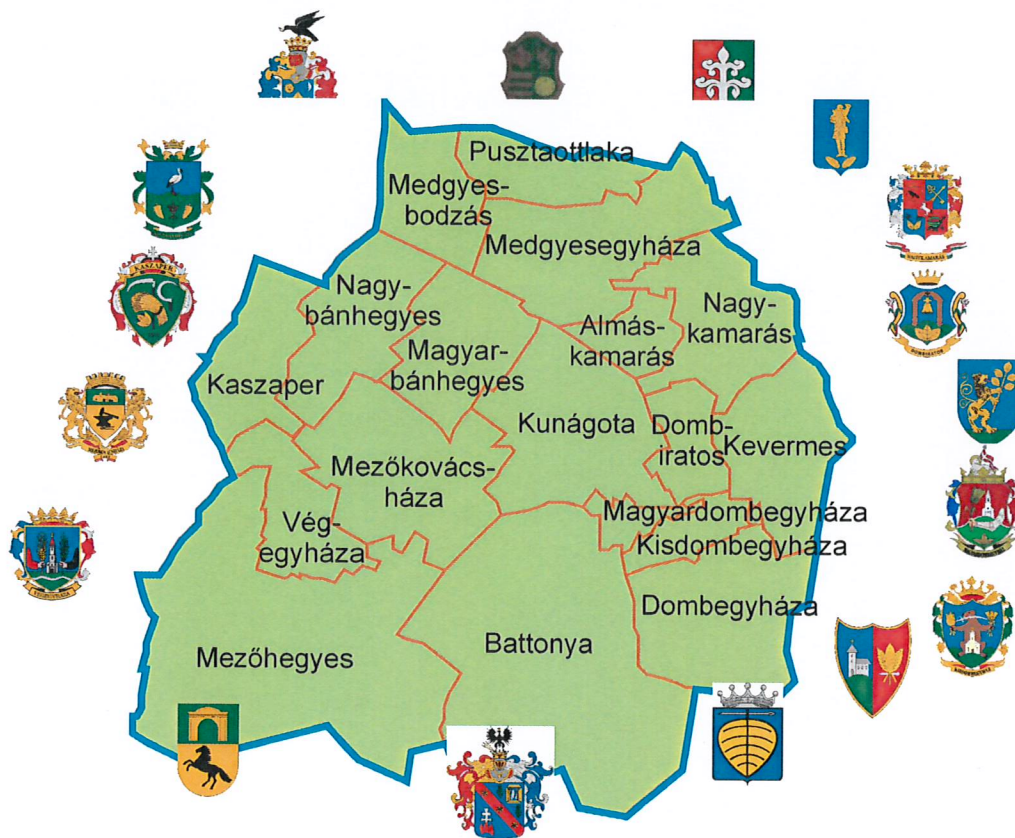 Pusztaottlaka
Medgyes-
bodzás
Medgyesegyháza
Nagy-
bánhegyes
Nagy-
kamarás
Almás-
kamarás
Magyar-
bánhegyes
Kaszaper
Kunágota
Domb-
iratos
Kevermes
Mezőkovács-
háza
Magyardombegyháza
Vég-
egyháza
Kisdombegyháza
Dombegyháza
Battonya
Mezőhegyes
KASZAPER